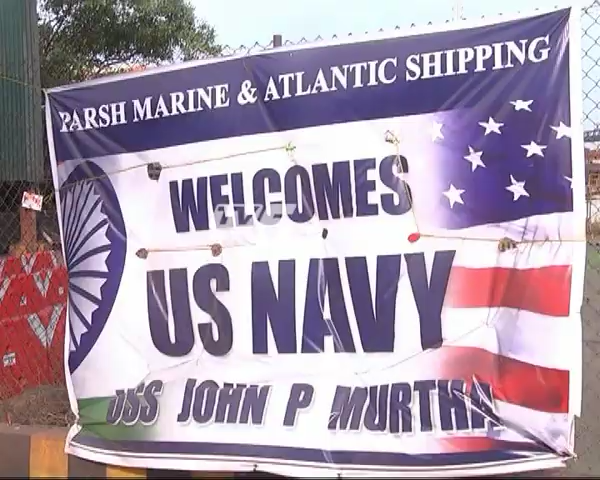 PARSH MARINE & ATLANTIC SHIPPING
WELCOMES
US NAVY
USS JOHN P MURTHA